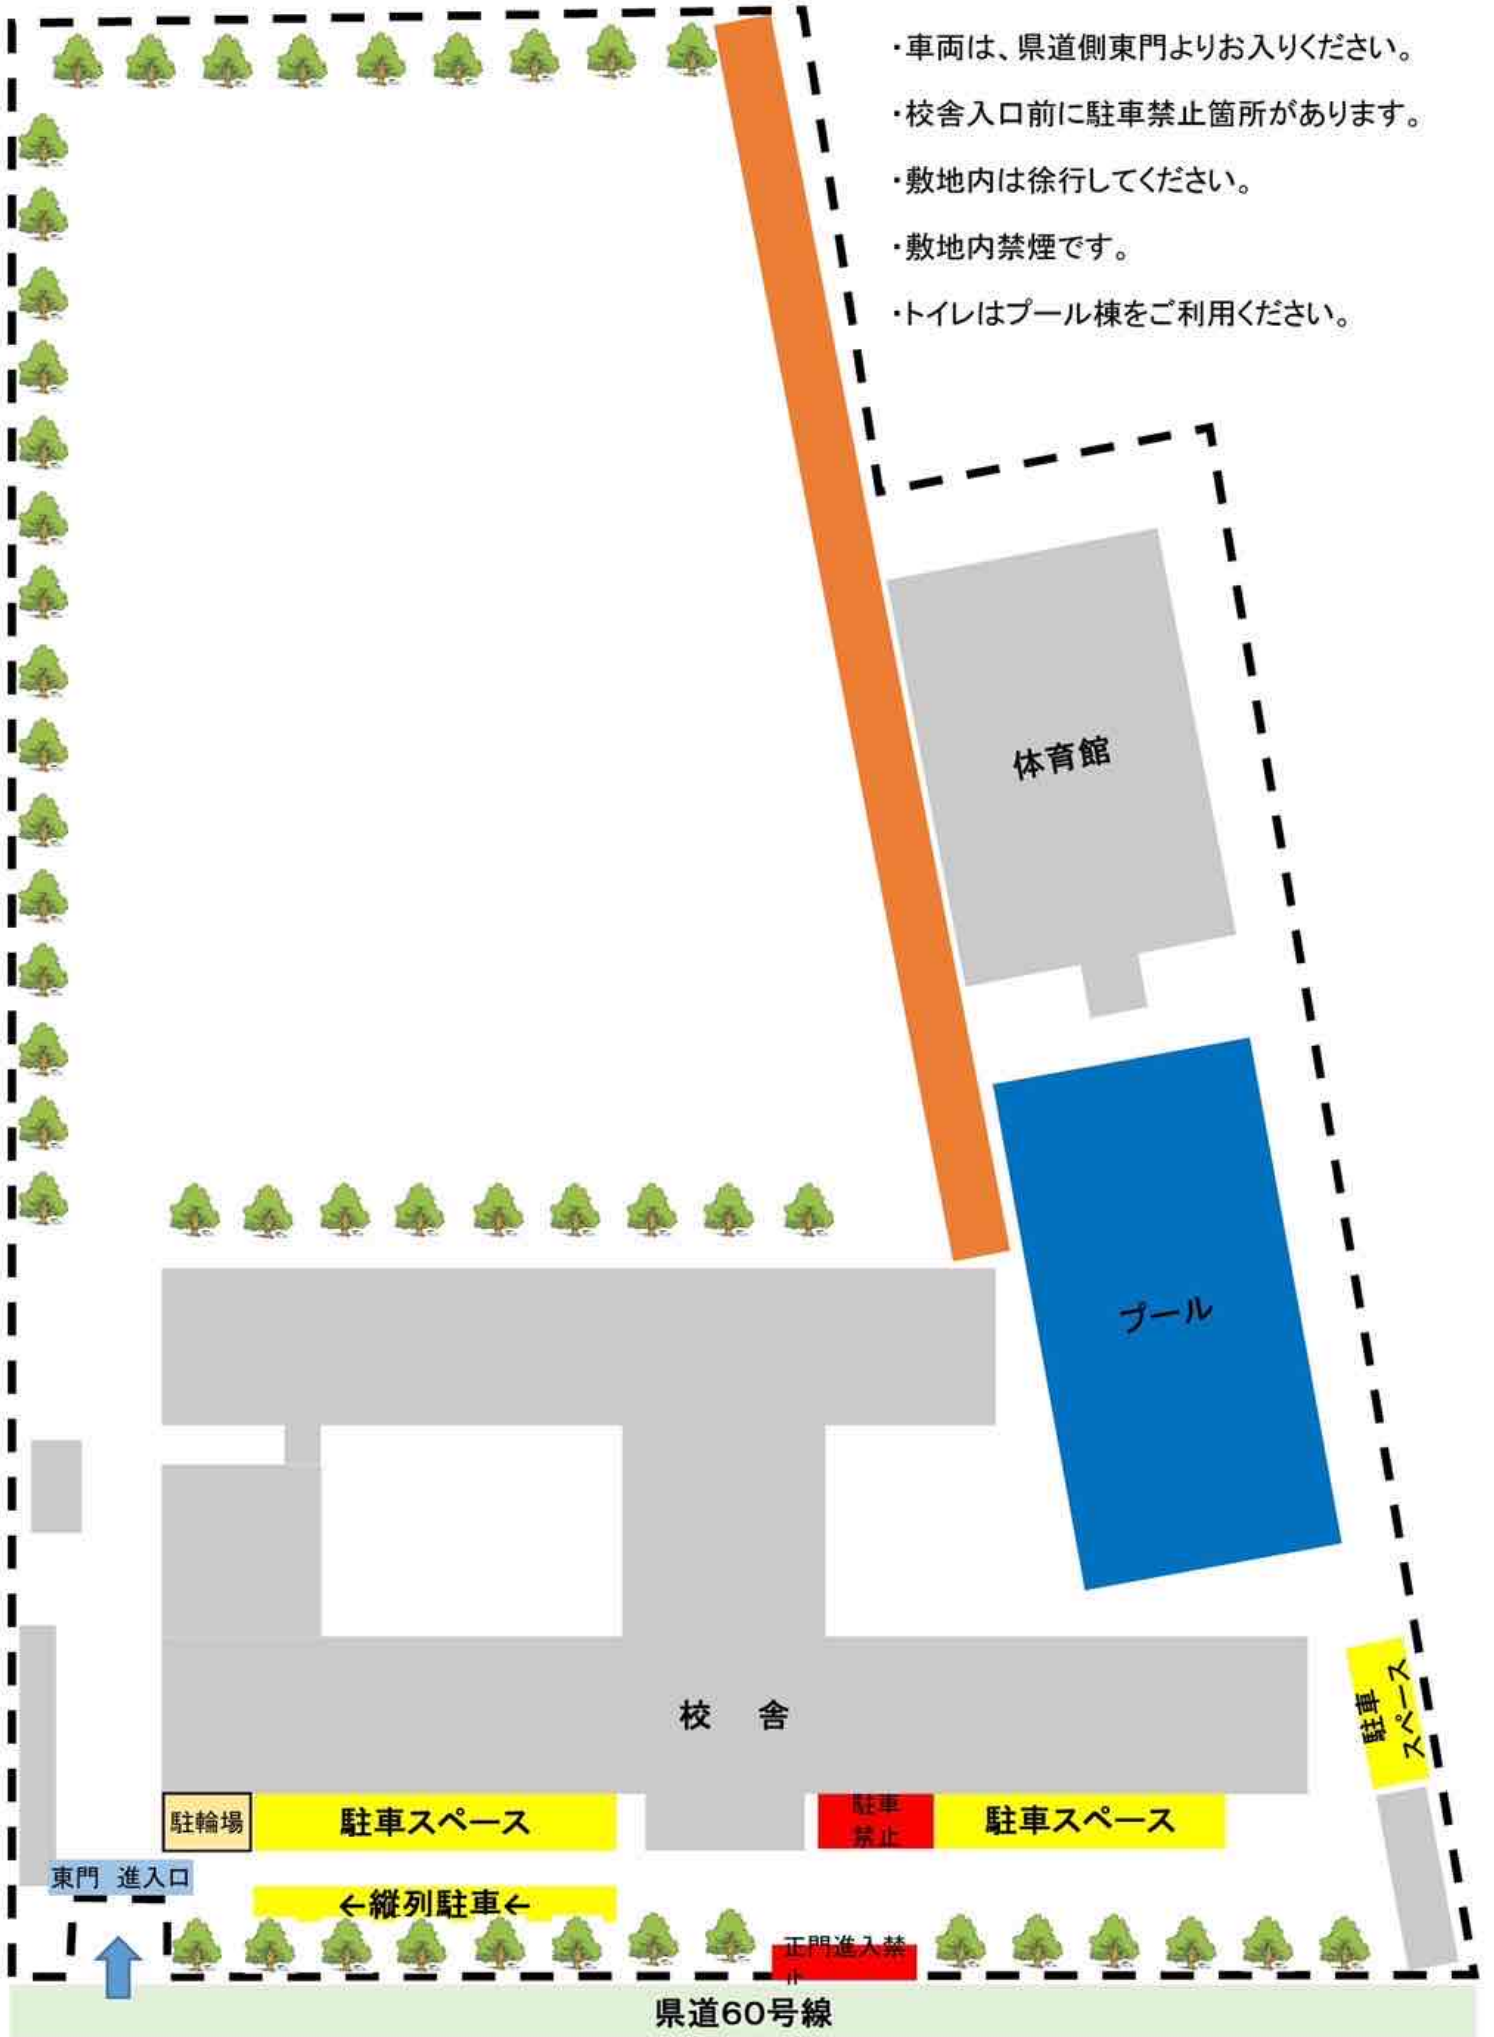 ・車両は、県道側東門よりお入りください。
・校舎入口前に駐車禁止箇所があります。
・敷地内は徐行してください。
・敷地内禁煙です。
・トイレはプール棟をご利用ください。
体育館
プール
校　舎
駐車
スペース
駐輪場
駐車スペース
駐車
禁止
駐車スペース
東門　進入口
←縦列駐車←
正門進入禁
止
県道60号線